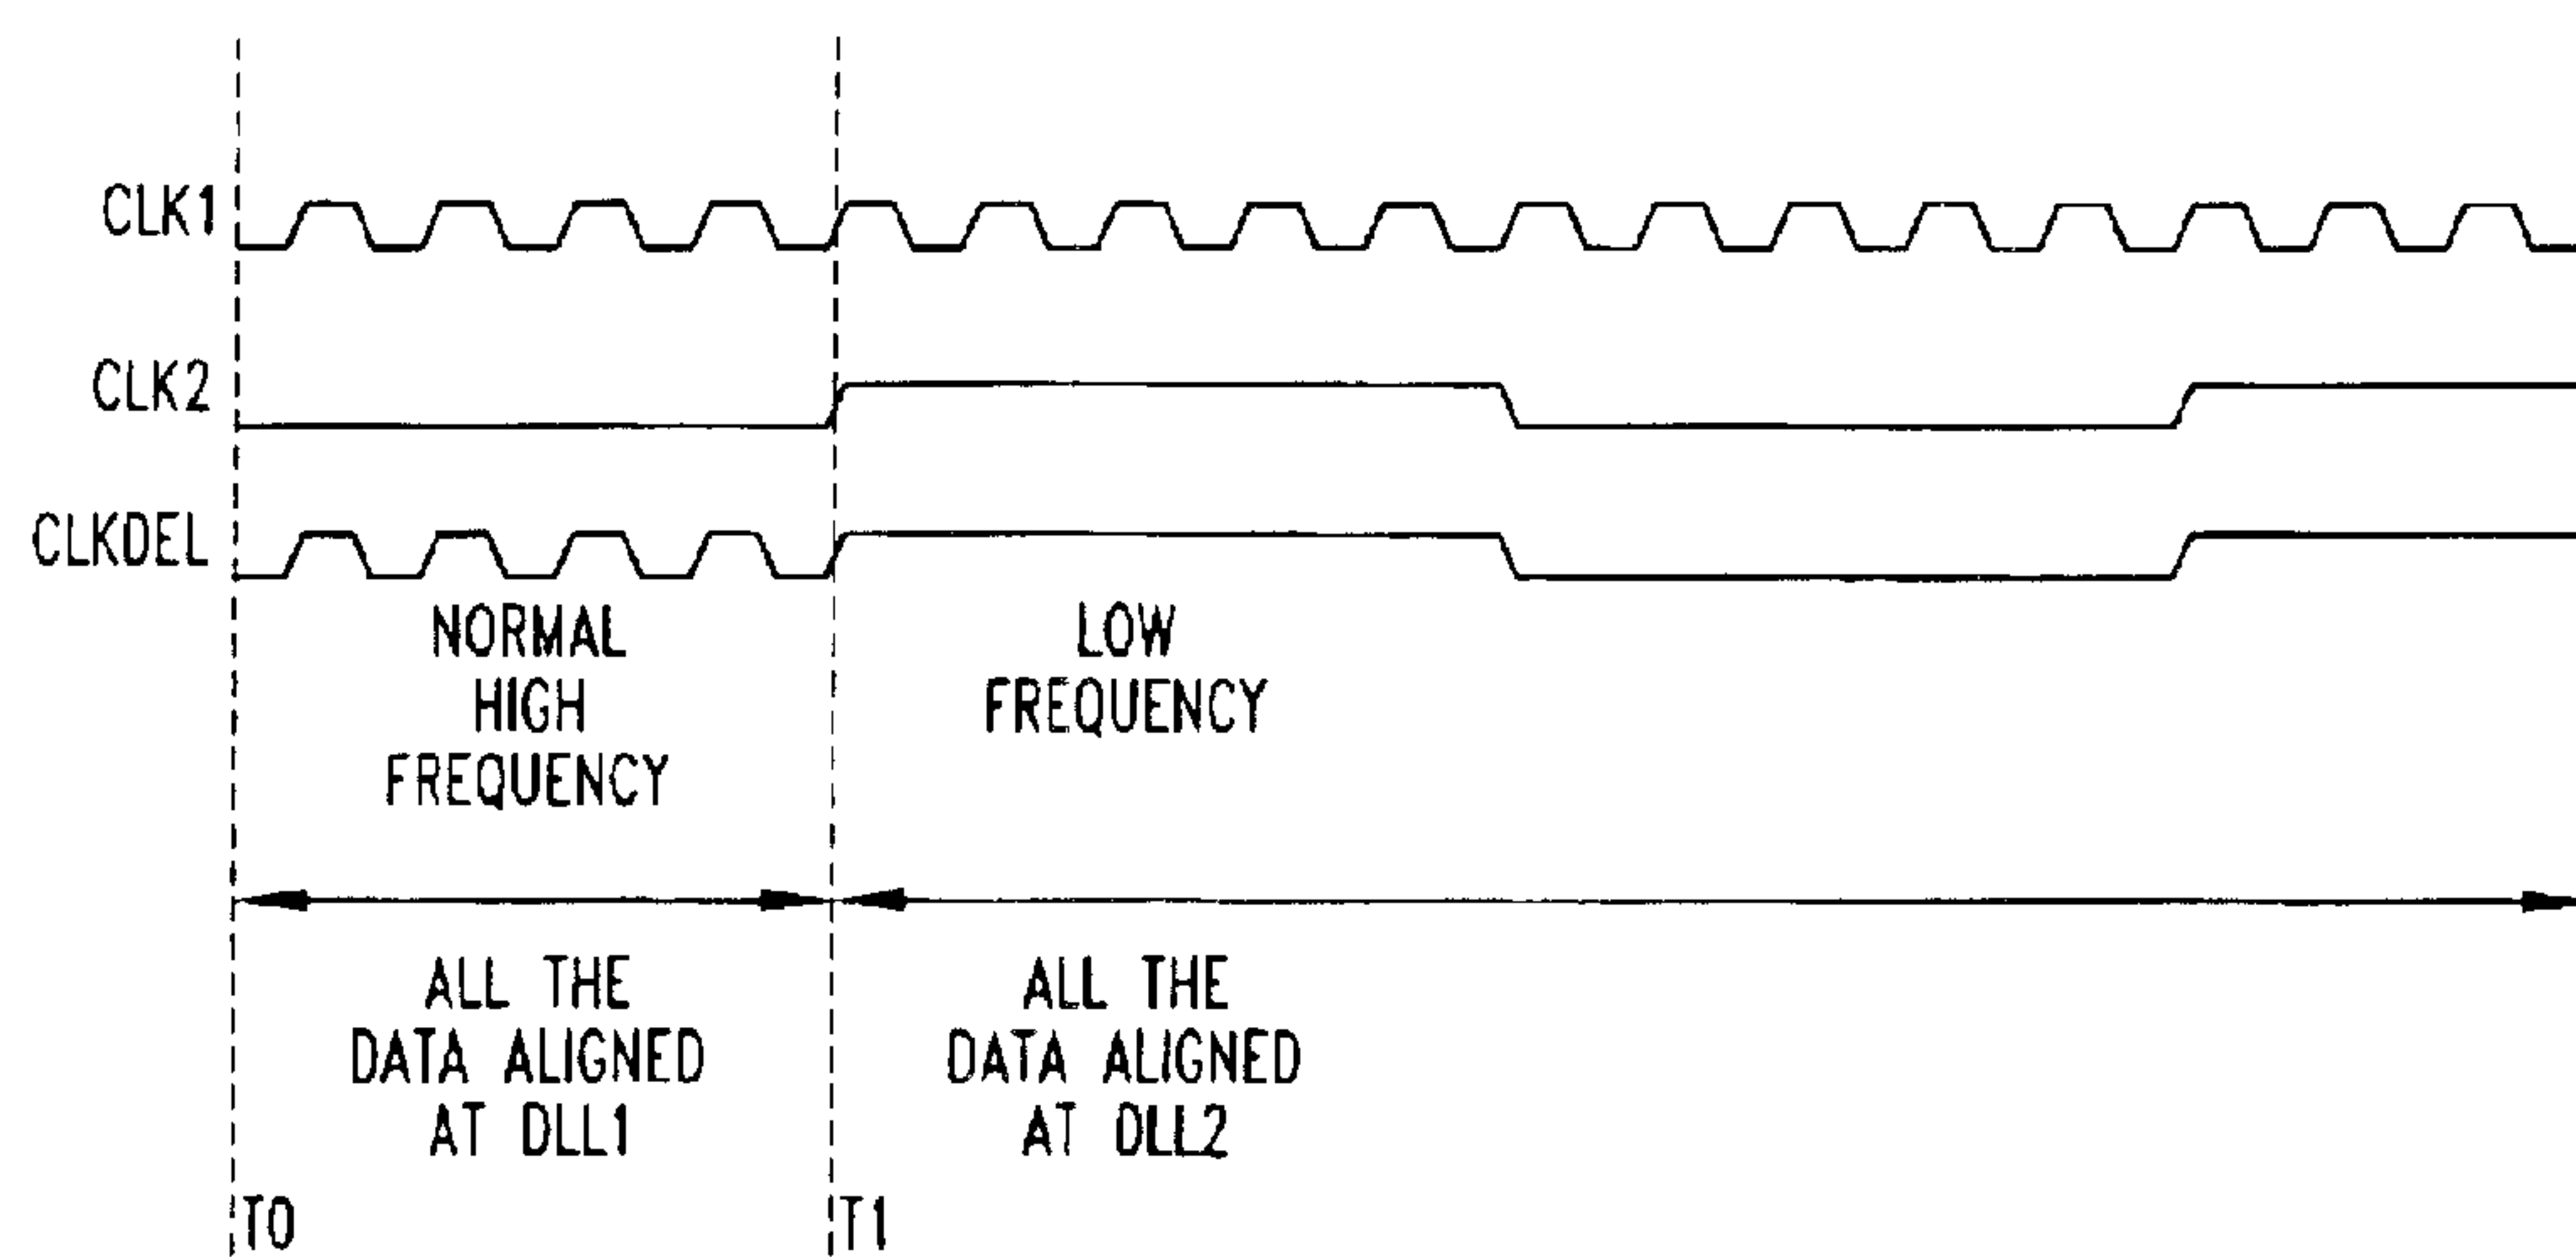 CLK1
CLK2
CLKDEL
NORMAL
HIGH
FREQUENCY
LOW
FREQUENCY
ALL THE
DATA ALIGNED
AT DLL1
ALL THE
DATA ALIGNED
AT DLL2
T0
T1